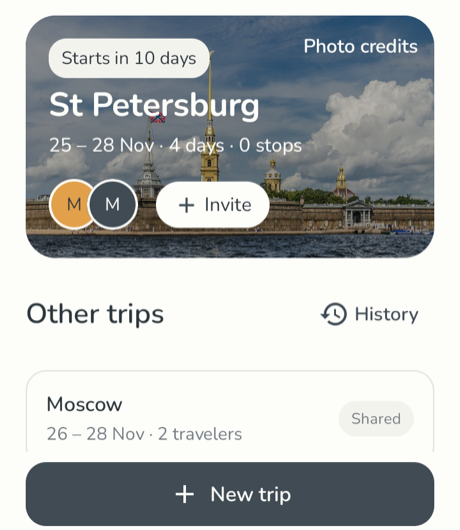 Starts in 10 days
Photo credits
St Petersburg
25 – 28 Nov · 4 days · 0 stops
M M + Invite
Other trips
History
Moscow
26 – 28 Nov · 2 travelers
Shared
+ New trip